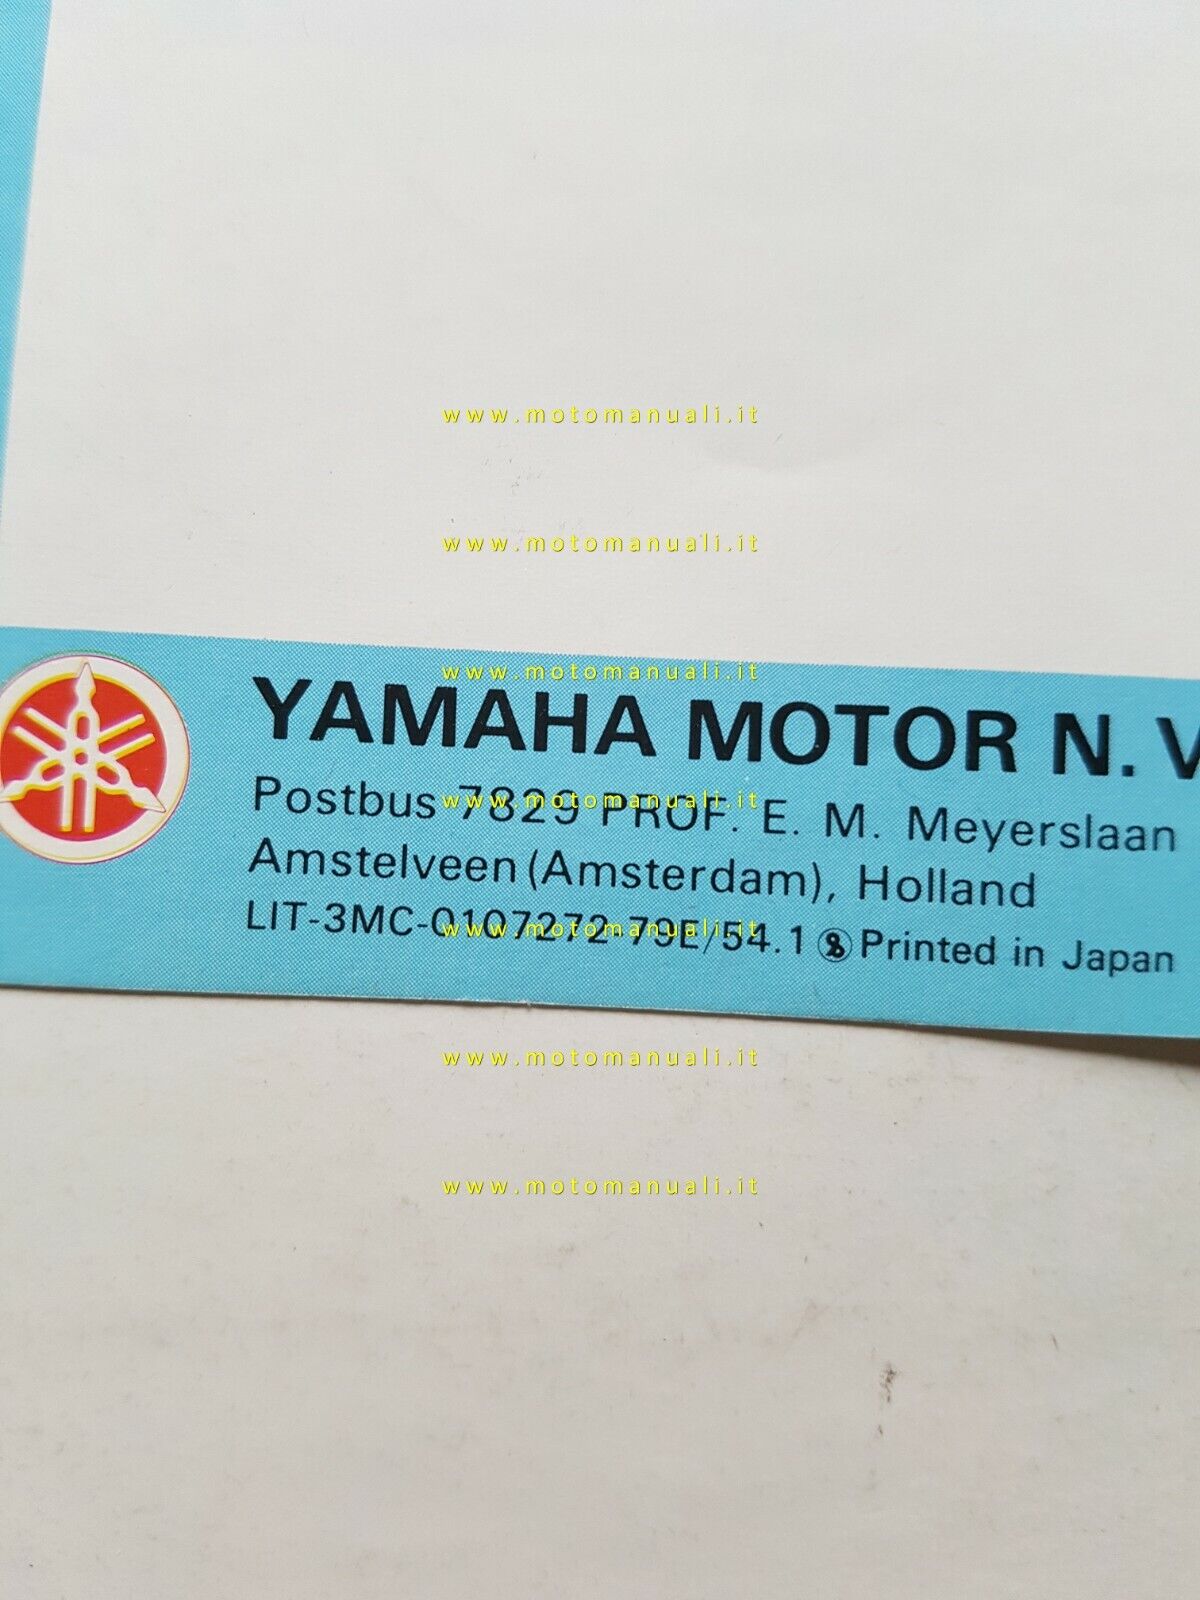 www.motomanuali.it
www.motomanuali.it
www.motomanuali.it
YAMAHA MOTOR N. V
Postbus 7829 PROF. E. M. Meyerslaan
www.motomanuali.it
Amstelveen (Amsterdam), Holland
LIT-3MC-0107272-79E/54.1 Printed in Japan
www.motomanuali.it
www.motomanuali.it
www.motomanuali.it